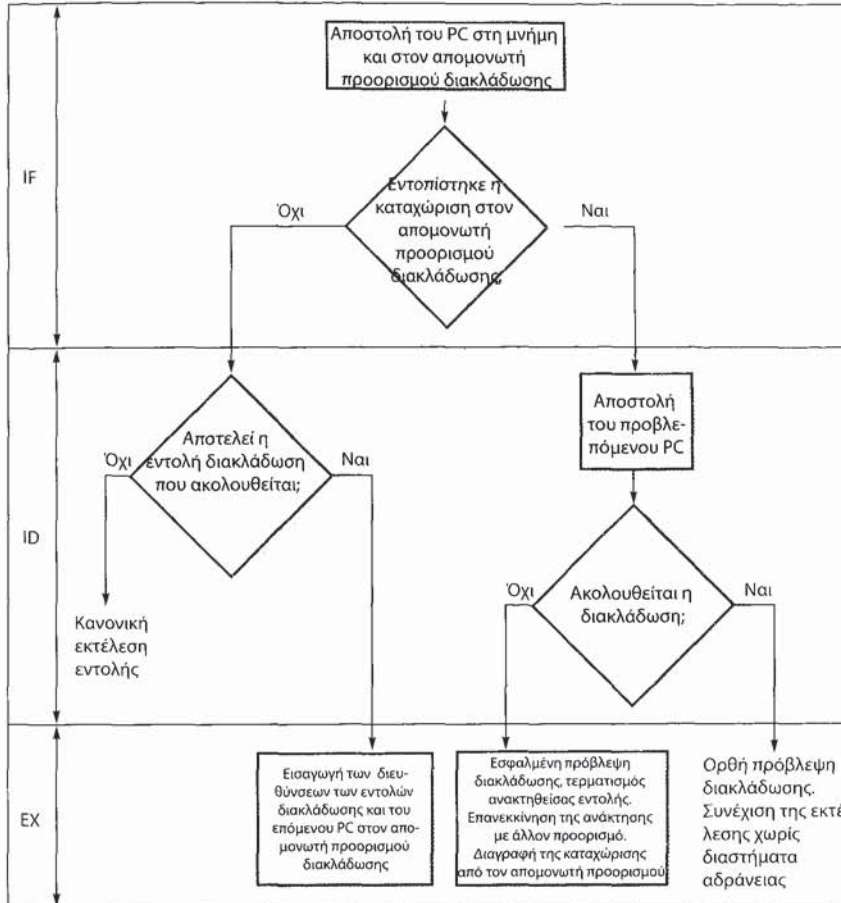 Αποστολή του PC στη μνήμη
και στον απομονωτή
προορισμού διακλάδωσης
IF
Εντοπίστηκε η
καταχώριση στον
απομονωτή
προορισμού
διακλάδωσης;
Όχι
Ναι
ID
Αποτελεί η
εντολή διακλάδωση
που ακολουθείται;
Όχι
Ναι
Αποστολή
του προβλε-
πόμενου PC
Κανονική
εκτέλεση
εντολής
Ακολουθείται η
διακλάδωση;
Όχι
Ναι
EX
Εισαγωγή των διευ-
θύνσεων των εντολών
διακλάδωσης και του
επόμενου PC στον απο-
μονωτή προορισμού
διακλάδωσης
Εσφαλμένη πρόβλεψη
διακλάδωσης, τερματισμός
ανακτηθείσας εντολής.
Επανεκκίνηση της ανάκτησης
με άλλον προορισμό.
Διαγραφή της καταχώρισης
από τον απομονωτή προορισμού
Ορθή πρόβλεψη
διακλάδωσης.
Συνέχιση της εκτέ
λεσης χωρίς
διαστήματα
αδράνειας